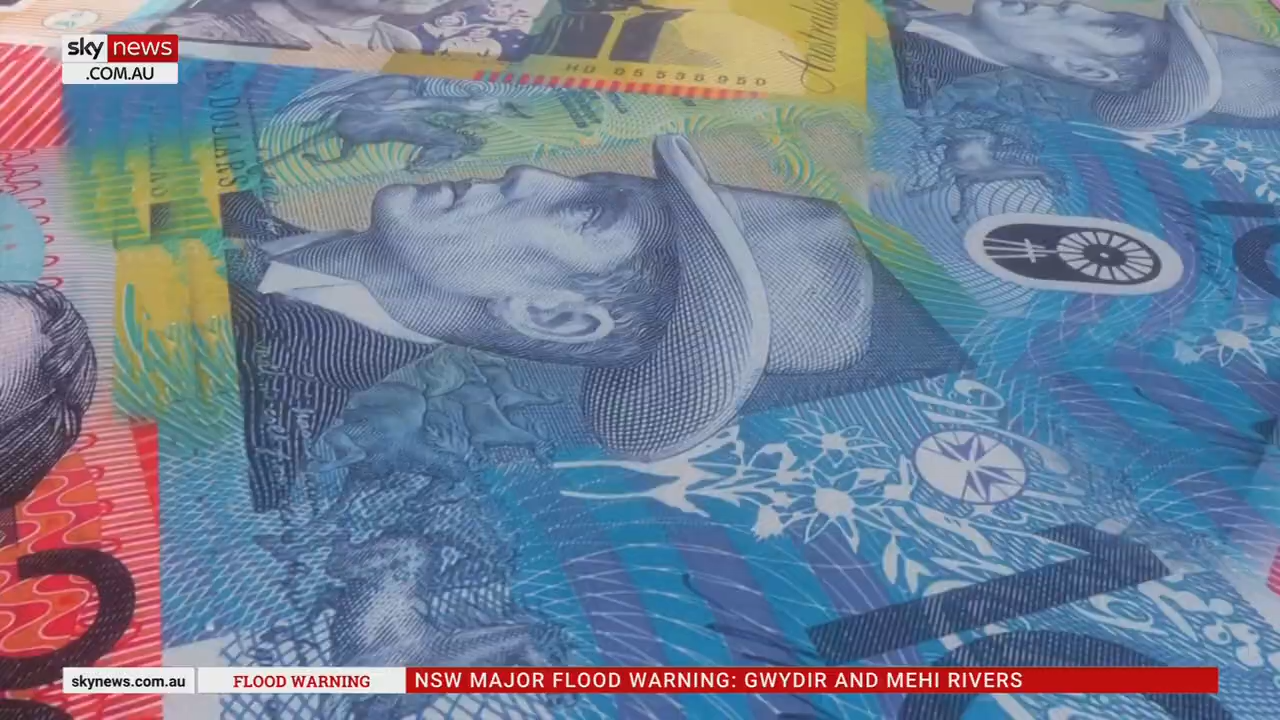 sky news
.COM.AU
HD 95538950
Australia
DOLLARS
10
skynews.com.au
FLOOD WARNING
NSW MAJOR FLOOD WARNING: GWYDIR AND MEHI RIVERS